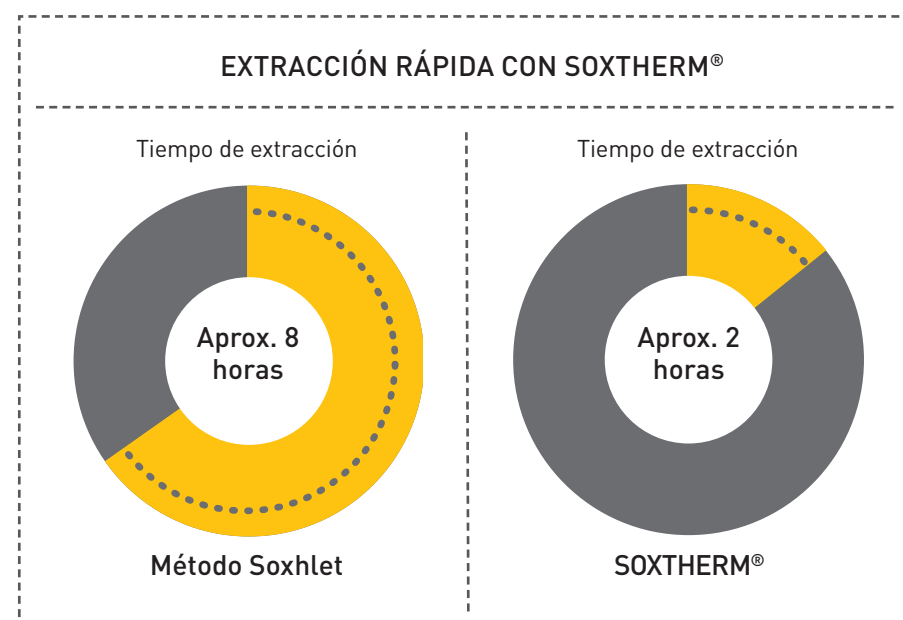 EXTRACCIÓN RÁPIDA CON SOXTHERM®
Tiempo de extracción
Aprox. 8
horas
Método Soxhlet
Tiempo de extracción
Aprox. 2
horas
SOXTHERM®